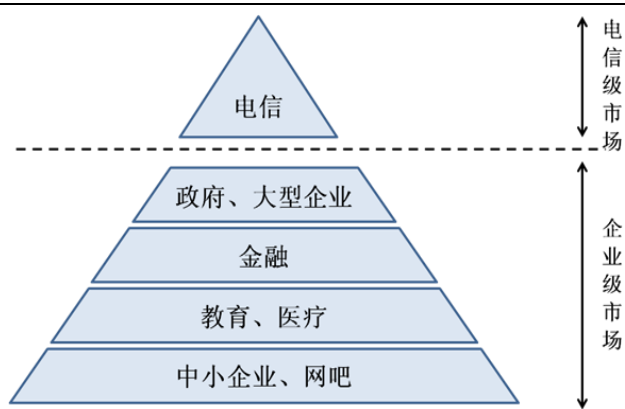 电信
电信级市场
政府、大型企业
金融
教育、医疗
中小企业、网吧
企业级市场